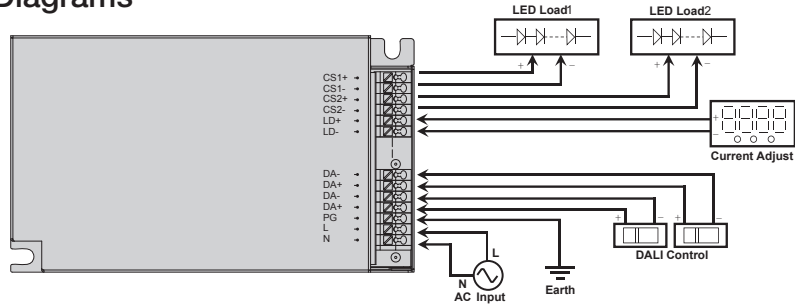 Diagrams
LED Load1
LED Load2
+ −
+ −
CS1+
CS1-
CS2+
CS2-
LD+
LD-
+
−
Current Adjust
DA-
DA+
DA-
DA+
PG
L
N
+ − + −
DALI Control
L
N
AC Input
Earth